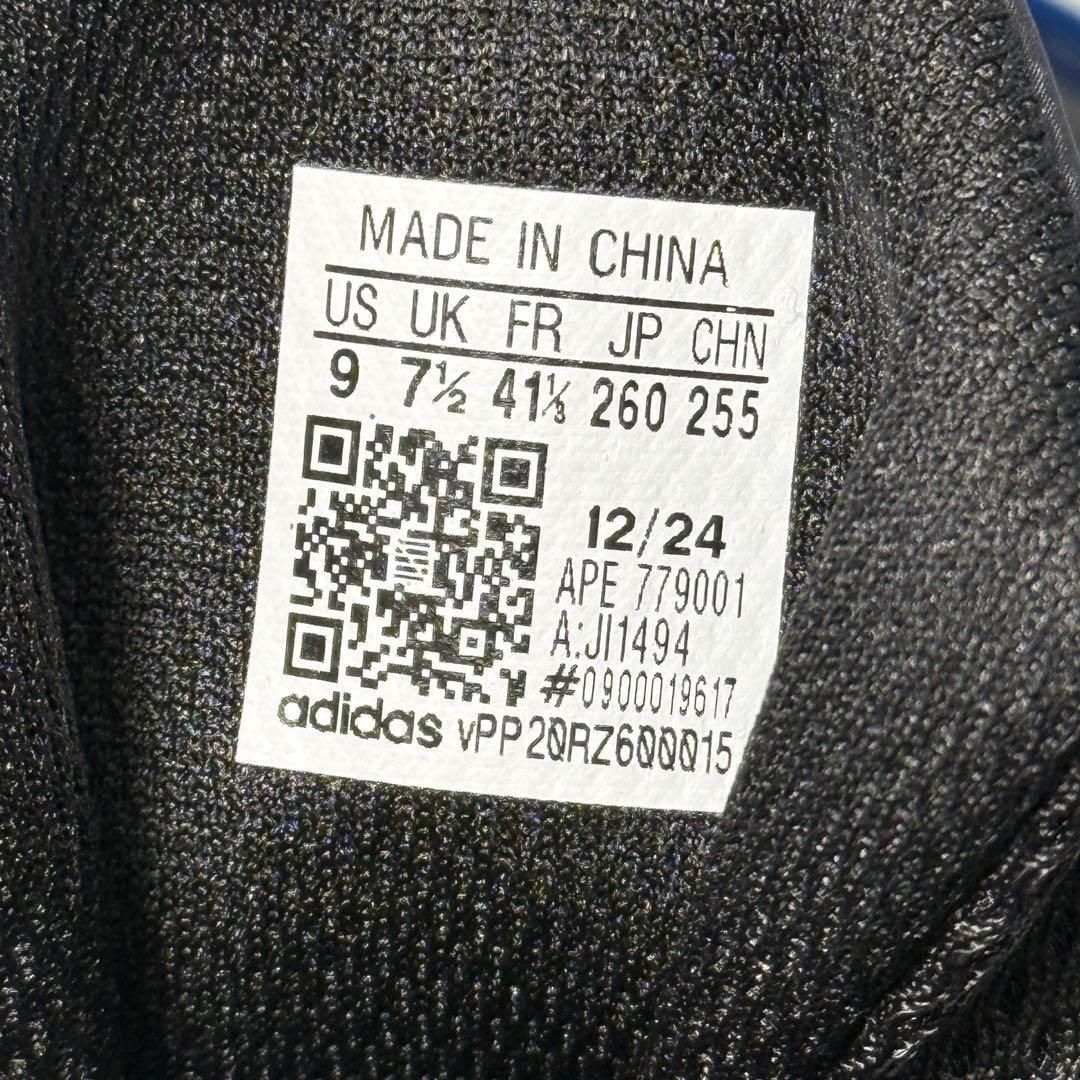 MADE IN CHINA
US UK FR JP CHN
9 7½ 41⅓ 260 255
12/24
APE 779001
A:JI1494
#0900019617
adidas vPP20RZ6000015